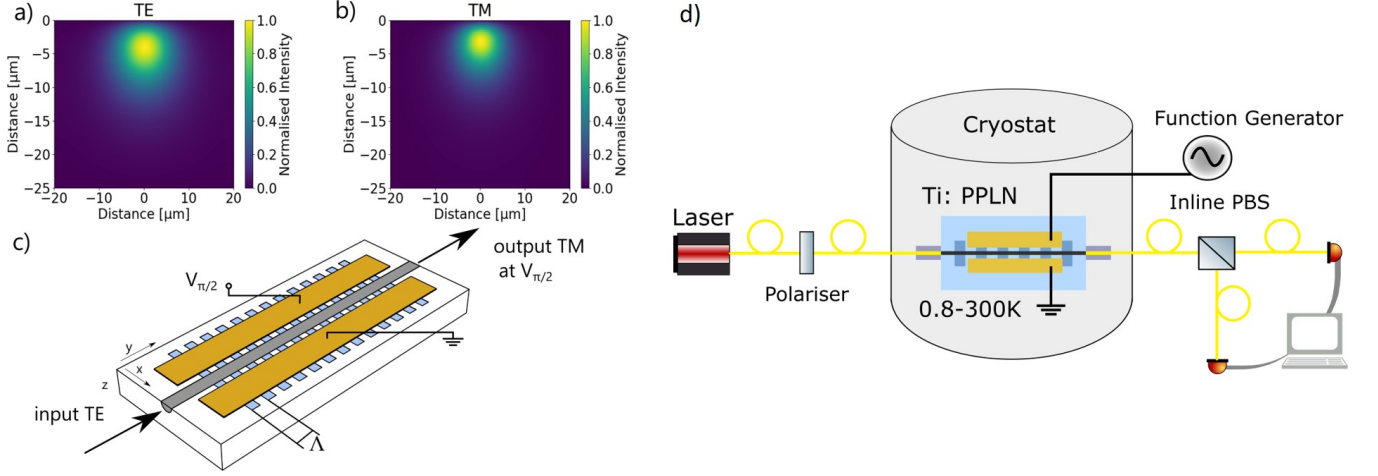 a)
TE
0
−5
−10
−15
−20
−25
−20
−10
0
10
20
Distance [μm]
Distance [μm]
1.0
0.8
0.6
0.4
0.2
0.0
Normalised Intensity
b)
TM
0
−5
−10
−15
−20
−25
−20
−10
0
10
20
Distance [μm]
Distance [μm]
1.0
0.8
0.6
0.4
0.2
0.0
Normalised Intensity
c)
output TM
at Vπ/2
Vπ/2
y
x
z
input TE
Λ
d)
Cryostat
Function Generator
Ti: PPLN
Inline PBS
Laser
Polariser
0.8-300K